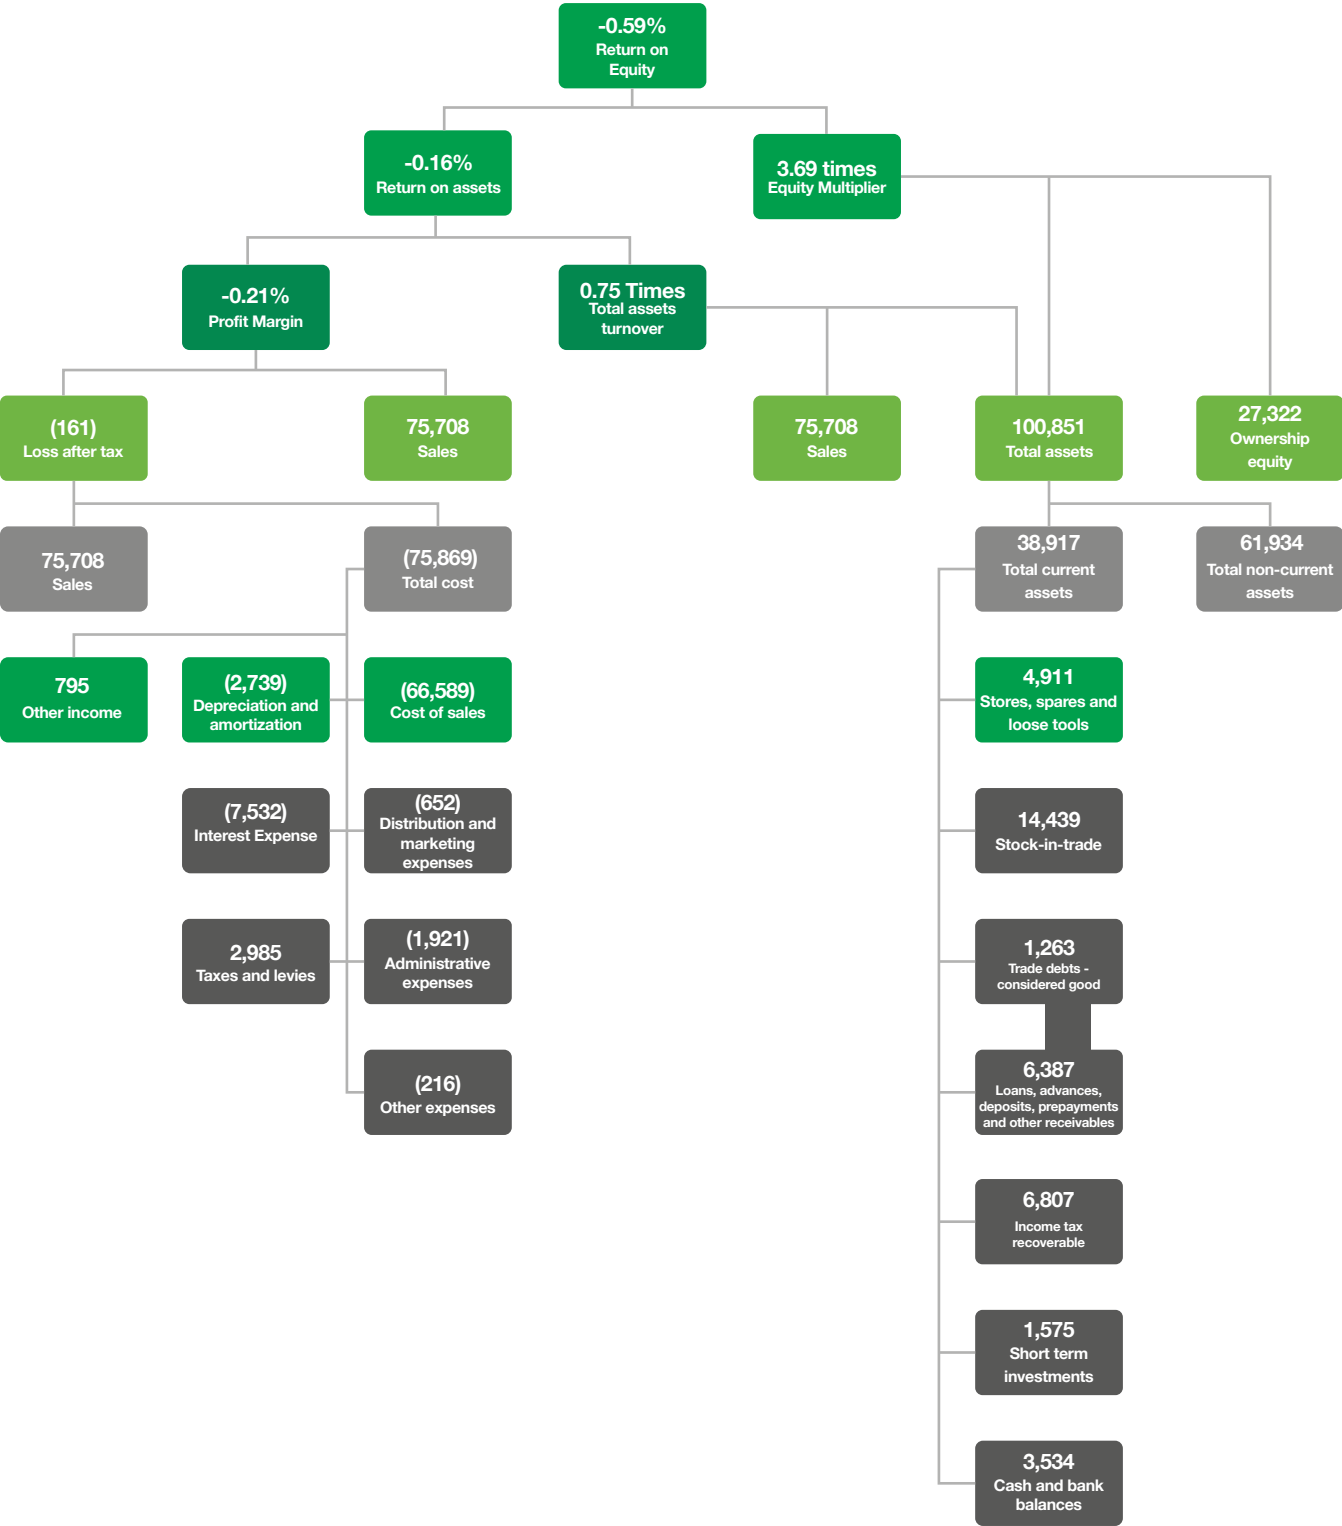 -0.59%
Return on
Equity
-0.16%
Return on assets
3.69 times
Equity Multiplier
-0.21%
Profit Margin
0.75 Times
Total assets
turnover
(161)
Loss after tax
75,708
Sales
75,708
Sales
100,851
Total assets
27,322
Ownership
equity
75,708
Sales
(75,869)
Total cost
38,917
Total current
assets
61,934
Total non-current
assets
795
Other income
(2,739)
Depreciation and
amortization
(66,589)
Cost of sales
4,911
Stores, spares and
loose tools
(7,532)
Interest Expense
(652)
Distribution and
marketing
expenses
14,439
Stock-in-trade
2,985
Taxes and levies
(1,921)
Administrative
expenses
1,263
Trade debts -
considered good
(216)
Other expenses
6,387
Loans, advances,
deposits, prepayments
and other receivables
6,807
Income tax
recoverable
1,575
Short term
investments
3,534
Cash and bank
balances